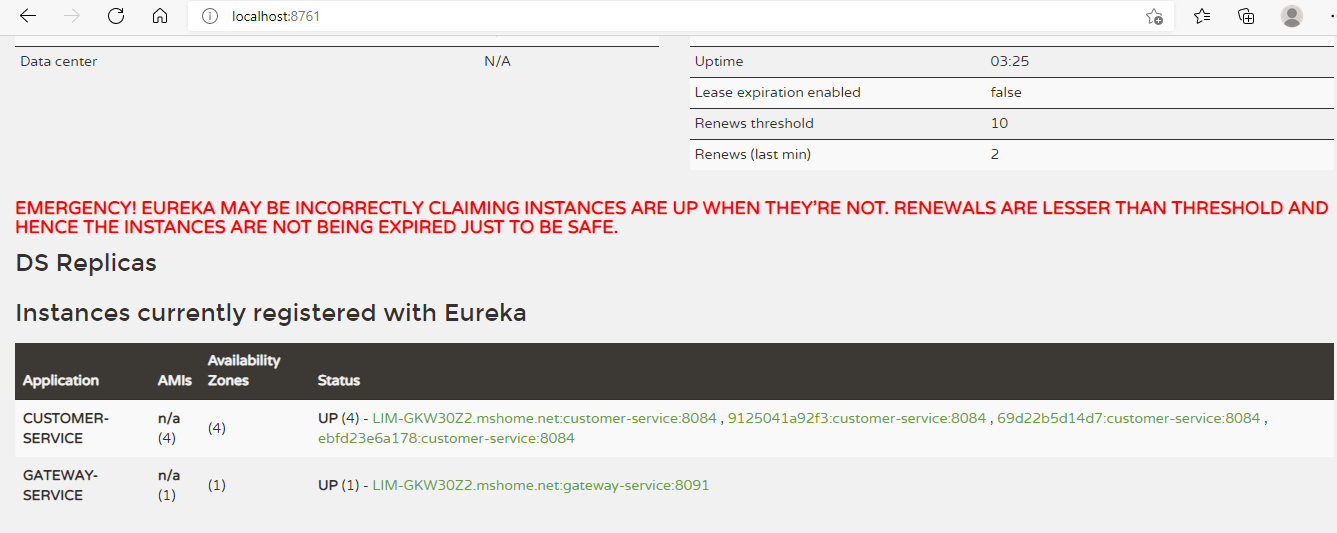 localhost:8761
Data center N/A
Uptime 03:25
Lease expiration enabled false
Renews threshold 10
Renews (last min) 2
EMERGENCY! EUREKA MAY BE INCORRECTLY CLAIMING INSTANCES ARE UP WHEN THEY'RE NOT. RENEWALS ARE LESSER THAN THRESHOLD AND
HENCE THE INSTANCES ARE NOT BEING EXPIRED JUST TO BE SAFE.
DS Replicas
Instances currently registered with Eureka
Application AMIs Availability Zones Status
CUSTOMER-SERVICE n/a (4) (4) UP (4) - LIM-GKW30Z2.mshome.net:customer-service:8084 , 9125041a92f3:customer-service:8084 , 69d22b5d14d7:customer-service:8084 ,
ebfd23e6a178:customer-service:8084
GATEWAY-SERVICE n/a (1) (1) UP (1) - LIM-GKW30Z2.mshome.net:gateway-service:8091